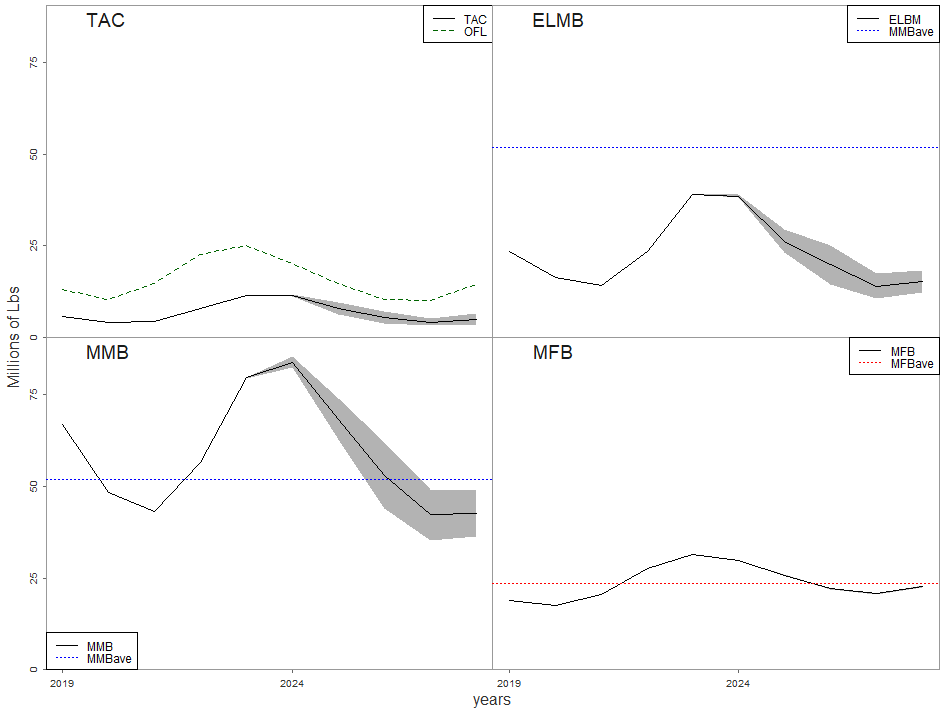 TAC
TAC
OFL
ELMB
ELBM
MMBave
75
50
25
0
MMB
MFB
MFB
MFBave
75
50
25
0
MMB
MMBave
2019
2024
2019
2024
Millions of Lbs
years